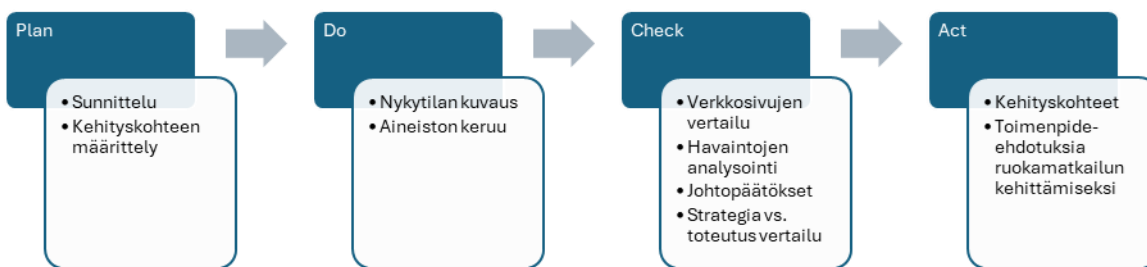 Plan
• Sunnittelu
• Kehityskohteen
määrittely
Do
• Nykytilan kuvaus
• Aineiston keruu
Check
• Verkkosivujen
vertailu
• Havaintojen
analysointi
• Johtopäätökset
• Strategia vs.
toteutus vertailu
Act
• Kehityskohteet
• Toimenpide-
ehdotuksia
ruokamatkailun
kehittämiseksi